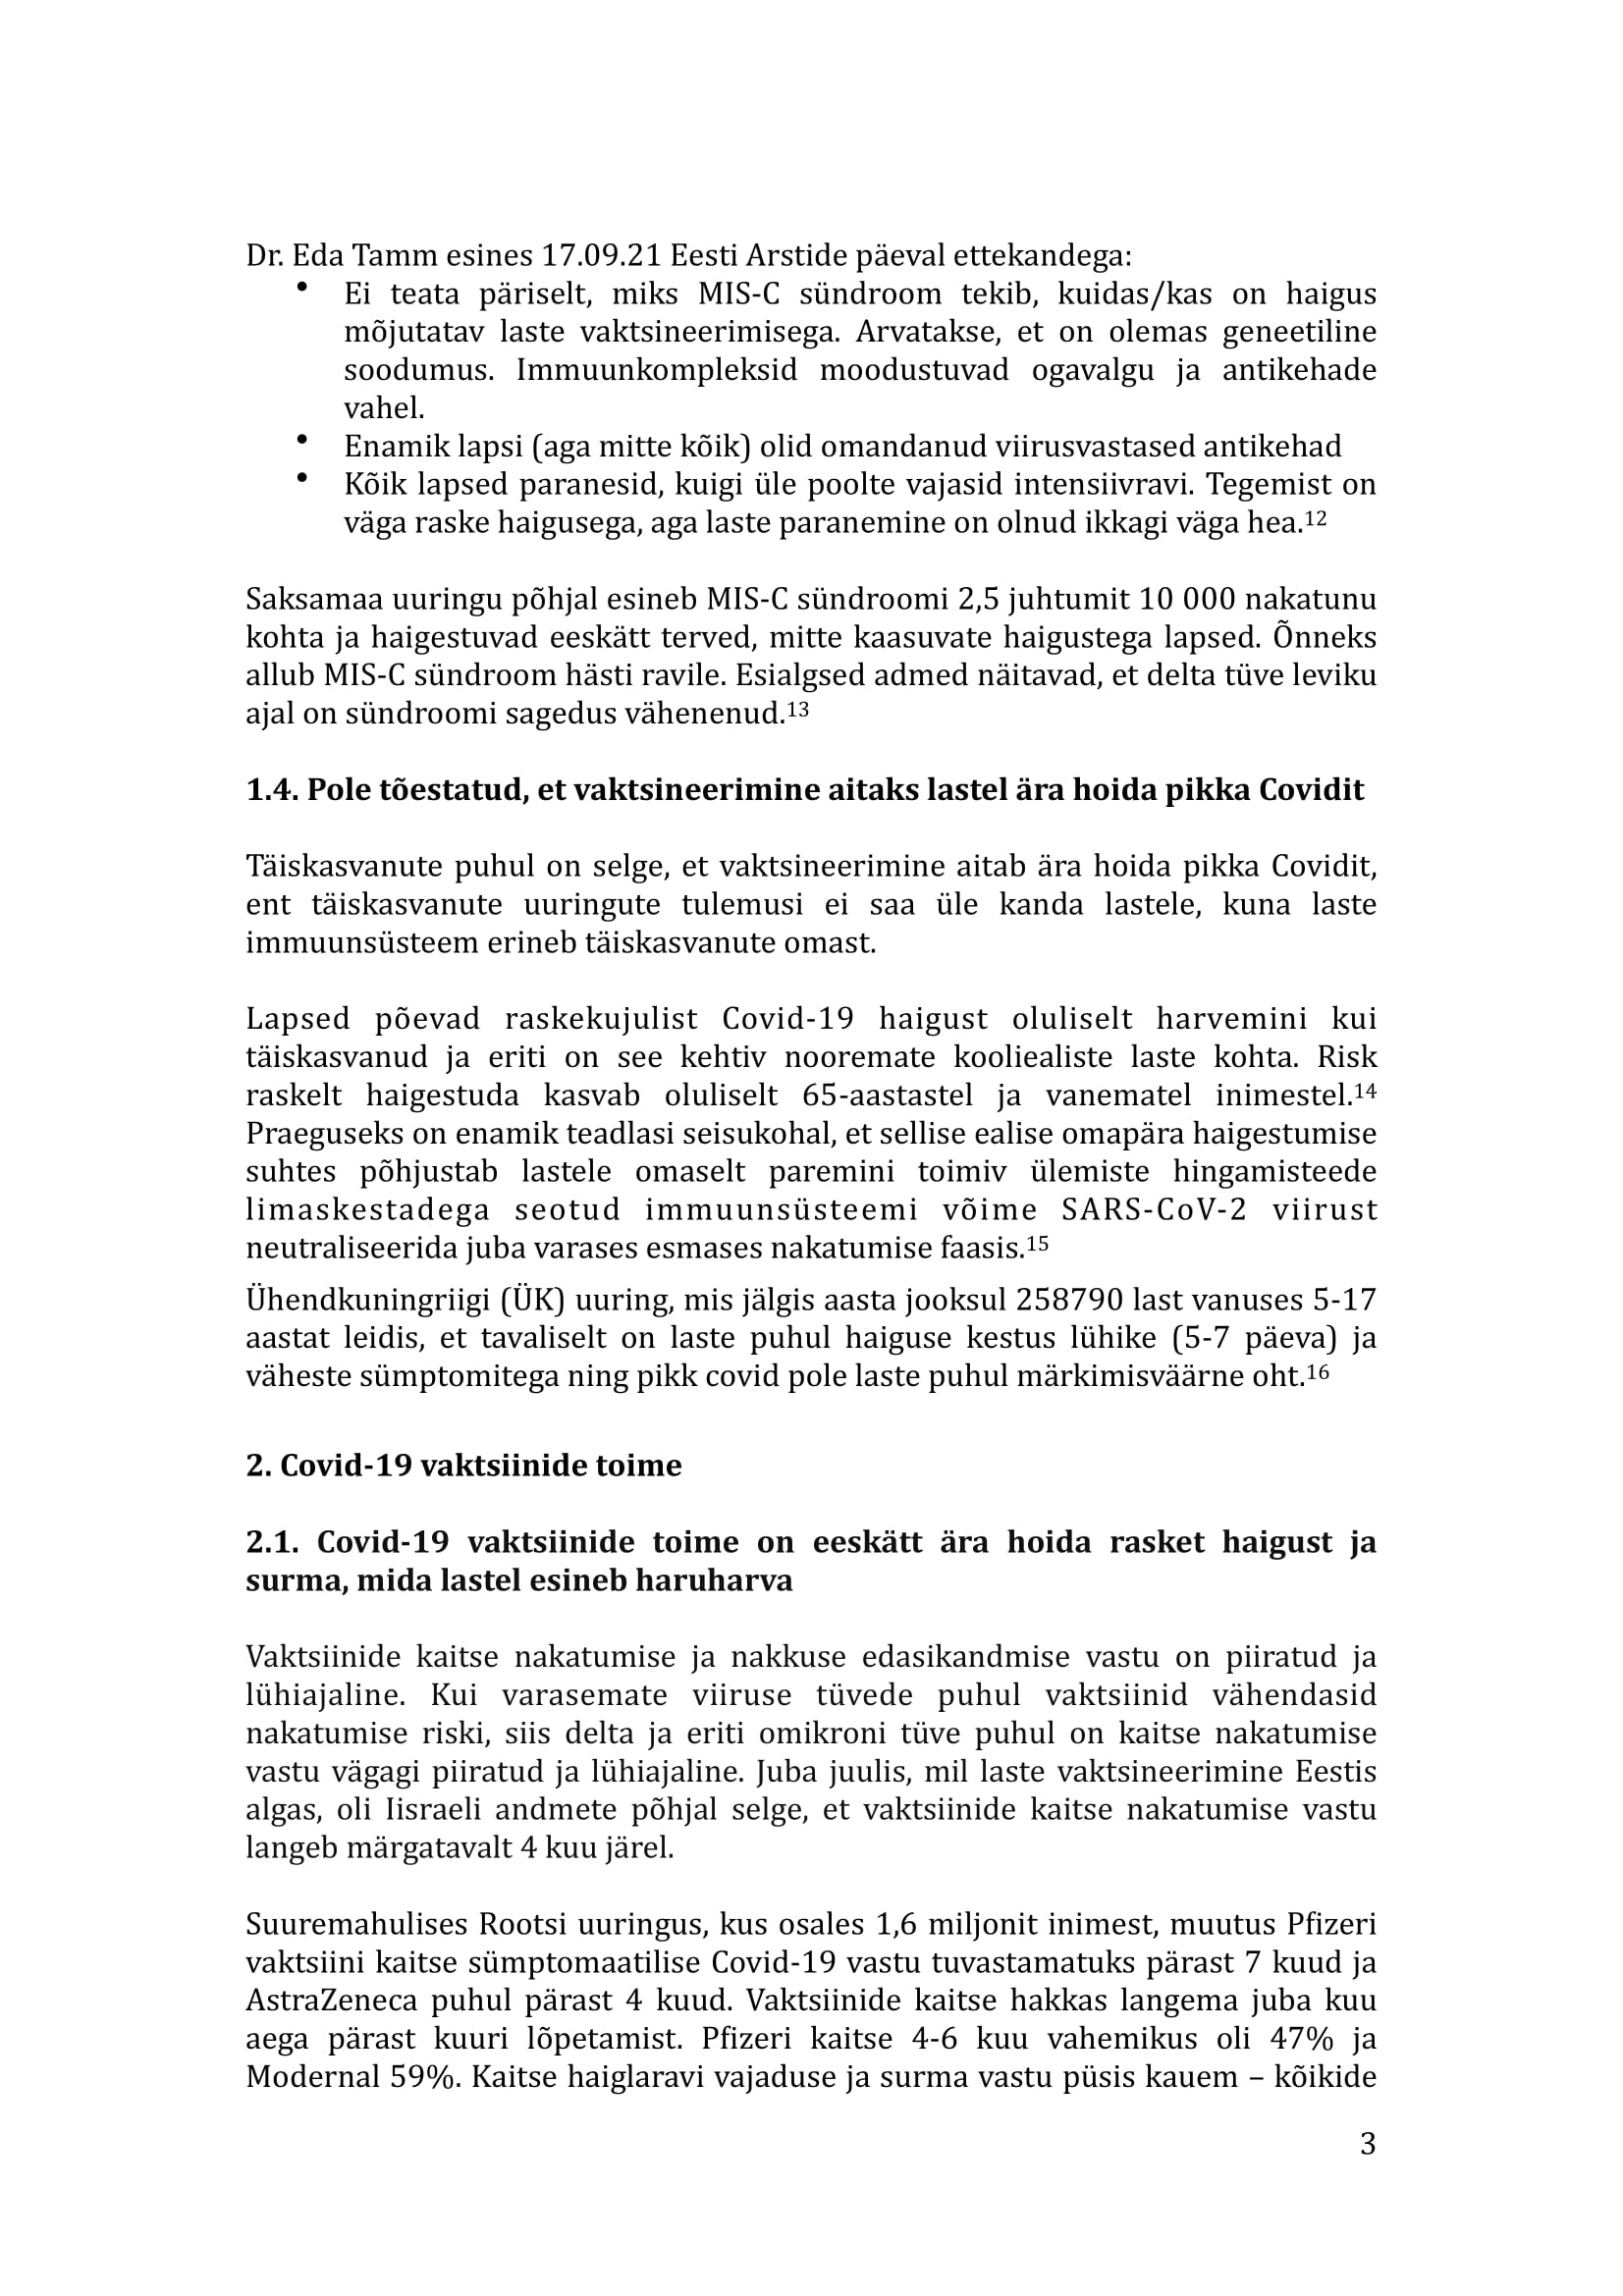 Dr. Eda Tamm esines 17.09.21 Eesti Arstide päeval ettekandega:
• Ei teata päriselt, miks MIS-C sündroom tekib, kuidas/kas on haigus
mõjutatav laste vaktsineerimisega. Arvatakse, et on olemas geneetiline
soodumus. Immuunkompleksid moodustuvad ogavalgu ja antikehade
vahel.
• Enamik lapsi (aga mitte kõik) olid omandanud viirusvastased antikehad
• Kõik lapsed paranesid, kuigi üle poolte vajasid intensiivravi. Tegemist on
väga raske haigusega, aga laste paranemine on olnud ikkagi väga hea.12
Saksamaa uuringu põhjal esineb MIS-C sündroomi 2,5 juhtumit 10 000 nakatunu
kohta ja haigestuvad eeskätt terved, mitte kaasuvate haigustega lapsed. Õnneks
allub MIS-C sündroom hästi ravile. Esialgsed admed näitavad, et delta tüve leviku
ajal on sündroomi sagedus vähenenud.13
1.4. Pole tõestatud, et vaktsineerimine aitaks lastel ära hoida pikka Covidit
Täiskasvanute puhul on selge, et vaktsineerimine aitab ära hoida pikka Covidit,
ent täiskasvanute uuringute tulemusi ei saa üle kanda lastele, kuna laste
immuunsüsteem erineb täiskasvanute omast.
Lapsed põevad raskekujulist Covid-19 haigust oluliselt harvemini kui
täiskasvanud ja eriti on see kehtiv nooremate kooliealiste laste kohta. Risk
raskelt haigestuda kasvab oluliselt 65-aastastel ja vanematel inimestel.14
Praeguseks on enamik teadlasi seisukohal, et sellise ealise omapära haigestumise
suhtes põhjustab lastele omaselt paremini toimiv ülemiste hingamisteede
limaskestadega seotud immuunsüsteemi võime SARS-CoV-2 viirust
neutraliseerida juba varases esmases nakatumise faasis.15
Ühendkuningriigi (ÜK) uuring, mis jälgis aasta jooksul 258790 last vanuses 5-17
aastat leidis, et tavaliselt on laste puhul haiguse kestus lühike (5-7 päeva) ja
väheste sümptomitega ning pikk covid pole laste puhul märkimisväärne oht.16
2. Covid-19 vaktsiinide toime
2.1. Covid-19 vaktsiinide toime on eeskätt ära hoida rasket haigust ja
surma, mida lastel esineb haruharva
Vaktsiinide kaitse nakatumise ja nakkuse edasikandmise vastu on piiratud ja
lühiajaline. Kui varasemate viiruse tüvede puhul vaktsiinid vähendasid
nakatumise riski, siis delta ja eriti omikroni tüve puhul on kaitse nakatumise
vastu vägagi piiratud ja lühiajaline. Juba juulis, mil laste vaktsineerimine Eestis
algas, oli Iisraeli andmete põhjal selge, et vaktsiinide kaitse nakatumise vastu
langeb märgatavalt 4 kuu järel.
Suuremahulises Rootsi uuringus, kus osales 1,6 miljonit inimest, muutus Pfizeri
vaktsiini kaitse sümptomaatilise Covid-19 vastu tuvastamatuks pärast 7 kuud ja
AstraZeneca puhul pärast 4 kuud. Vaktsiinide kaitse hakkas langema juba kuu
aega pärast kuuri lõpetamist. Pfizeri kaitse 4-6 kuu vahemikus oli 47% ja
Modernal 59%. Kaitse haiglaravi vajaduse ja surma vastu püsis kauem – kõikide
3